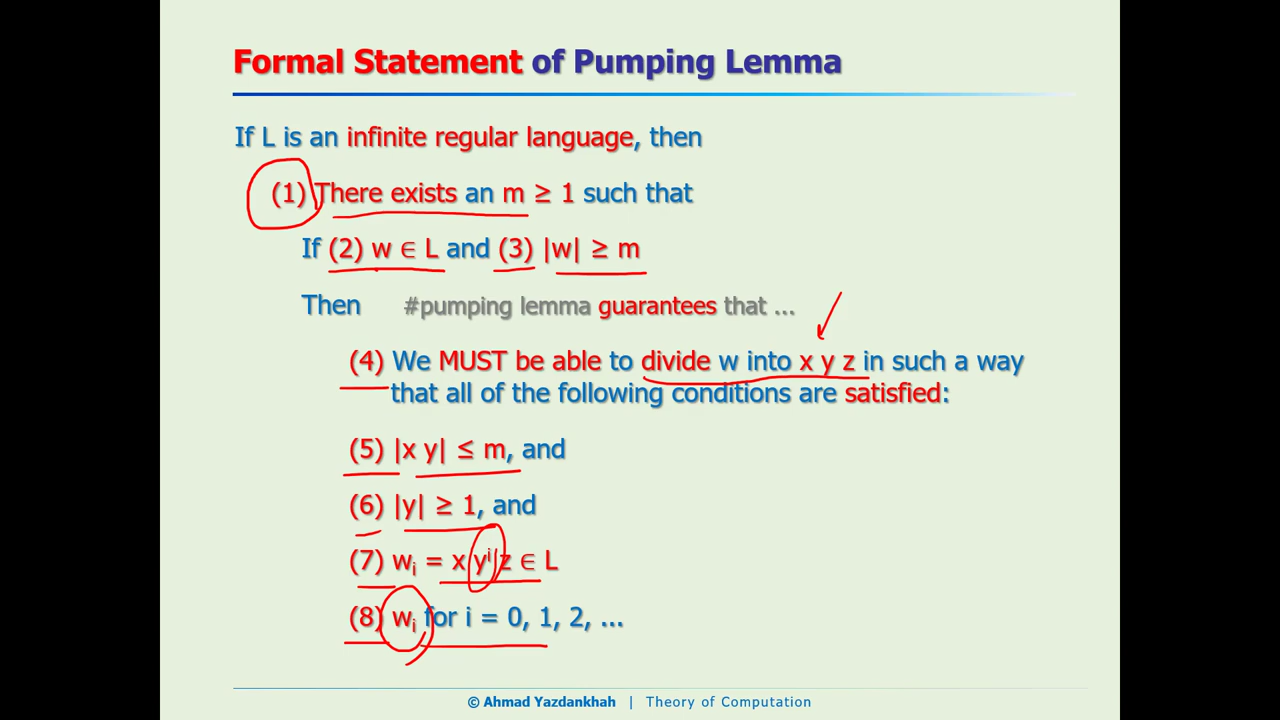 Formal Statement of Pumping Lemma
If L is an infinite regular language, then
(1) There exists an m ≥ 1 such that
If (2) w ∈ L and (3) |w| ≥ m
Then #pumping lemma guarantees that ...
(4) We MUST be able to divide w into x y z in such a way
that all of the following conditions are satisfied:
(5) |x y| ≤ m, and
(6) |y| ≥ 1, and
(7) wᵢ = x yⁱ z ∈ L
(8) wᵢ for i = 0, 1, 2, ...
© Ahmad Yazdankhah | Theory of Computation